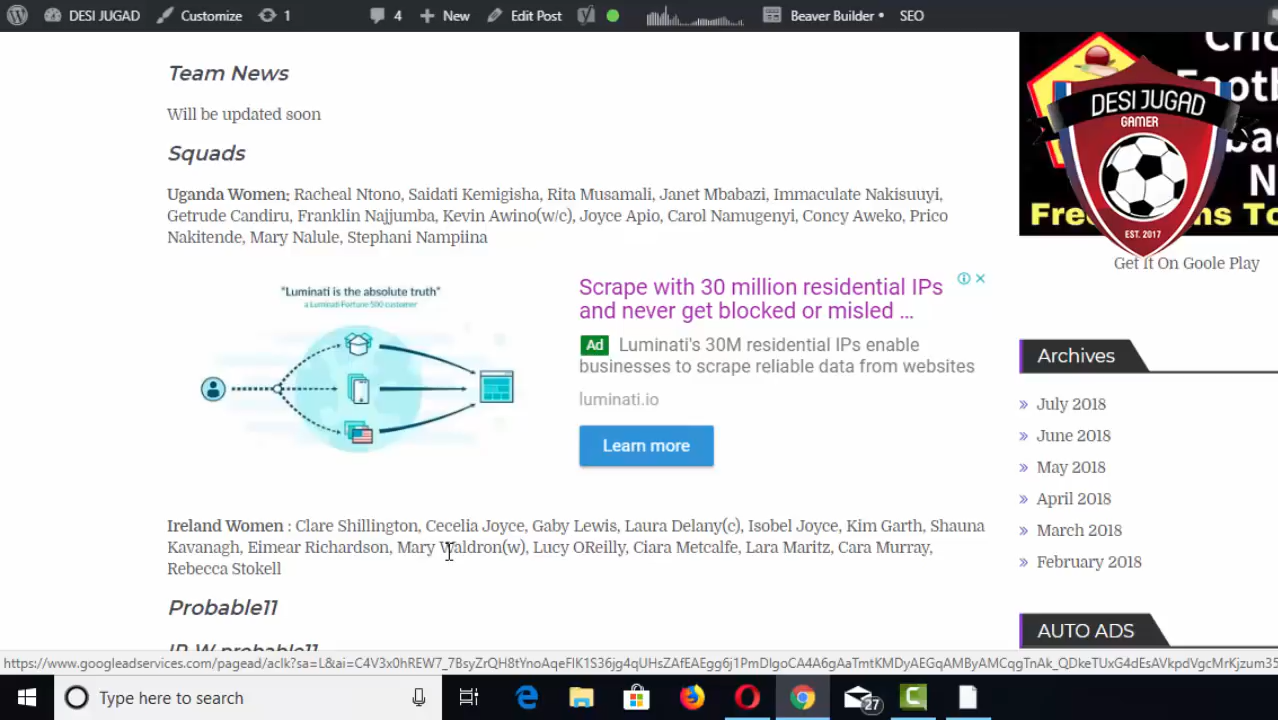 DESI JUGAD Customize 1 4 New Edit Post Beaver Builder SEO
Team News
Will be updated soon
Squads
Uganda Women: Racheal Ntono, Saidati Kemigisha, Rita Musamali, Janet Mbabazi, Immaculate Nakisuuyi,
Getrude Candiru, Franklin Najjumba, Kevin Awino(w/c), Joyce Apio, Carol Namugenyi, Concy Aweko, Prico
Nakitende, Mary Nalule, Stephani Nampiina
"Luminati is the absolute truth"
a Luminati Fortune 500 customer
Scrape with 30 million residential IPs
and never get blocked or misled ...
Ad Luminati's 30M residential IPs enable
businesses to scrape reliable data from websites
luminati.io
Learn more
Ireland Women : Clare Shillington, Cecelia Joyce, Gaby Lewis, Laura Delany(c), Isobel Joyce, Kim Garth, Shauna
Kavanagh, Eimear Richardson, Mary Waldron(w), Lucy OReilly, Ciara Metcalfe, Lara Maritz, Cara Murray,
Rebecca Stokell
Probable11
IR-W probable11
DESI JUGAD
GAMER
EST. 2017
Get It On Goole Play
Archives
July 2018
June 2018
May 2018
April 2018
March 2018
February 2018
AUTO ADS
Type here to search
27